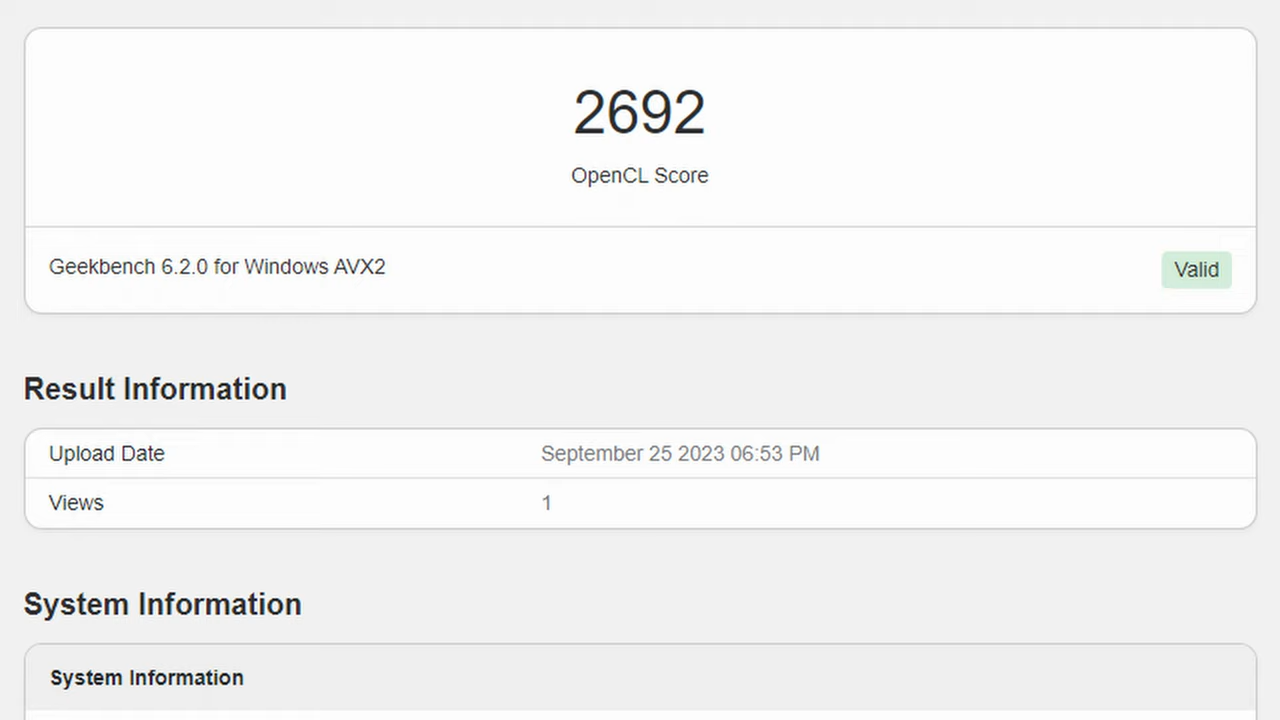 2692
OpenCL Score
Geekbench 6.2.0 for Windows AVX2
Valid
Result Information
Upload Date September 25 2023 06:53 PM
Views 1
System Information
System Information